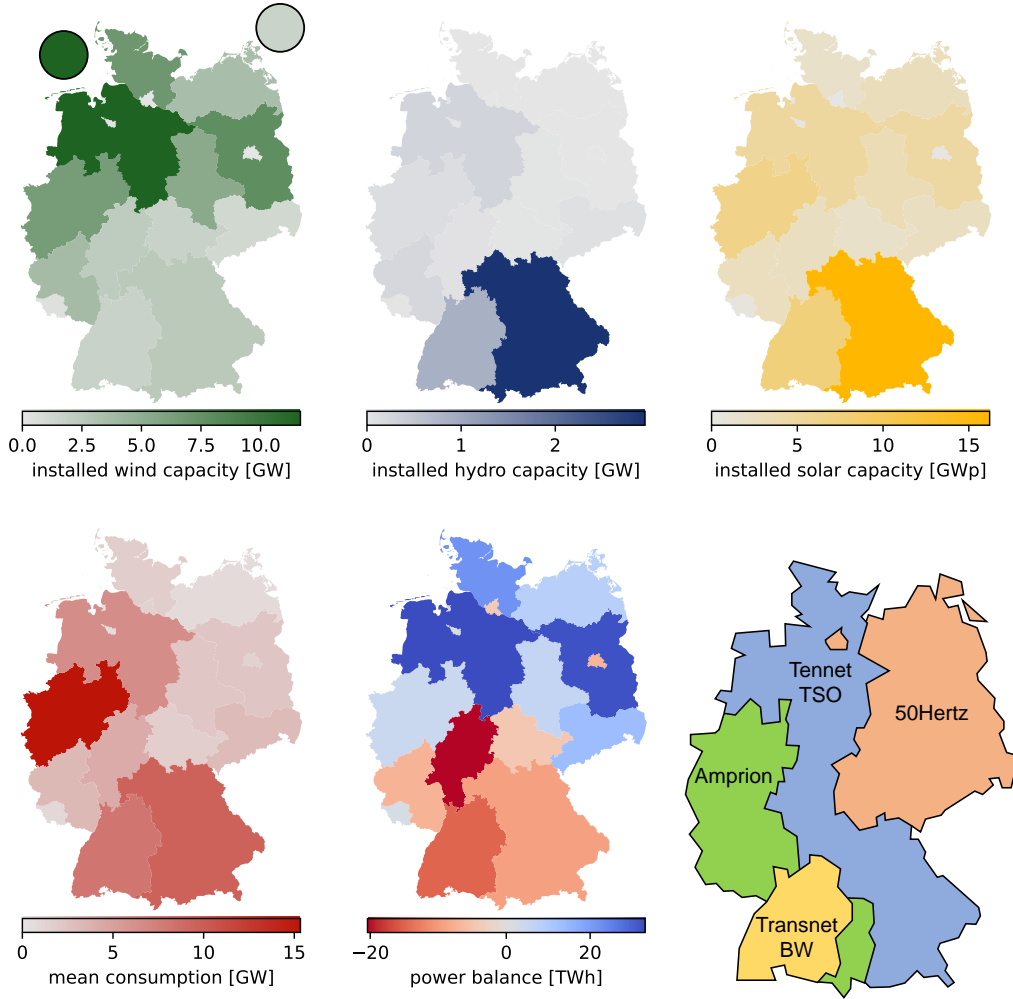 0.0 2.5 5.0 7.5 10.0
installed wind capacity [GW]
0 1 2
installed hydro capacity [GW]
0 5 10 15
installed solar capacity [GWp]
0 5 10 15
mean consumption [GW]
−20 0 20
power balance [TWh]
Tennet
TSO
50Hertz
Amprion
Transnet
BW